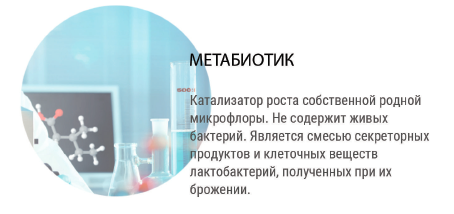 МЕТАБИОТИК
Катализатор роста собственной родной
микрофлоры. Не содержит живых
бактерий. Является смесью секреторных
продуктов и клеточных веществ
лактобактерий, полученных при их
брожении.